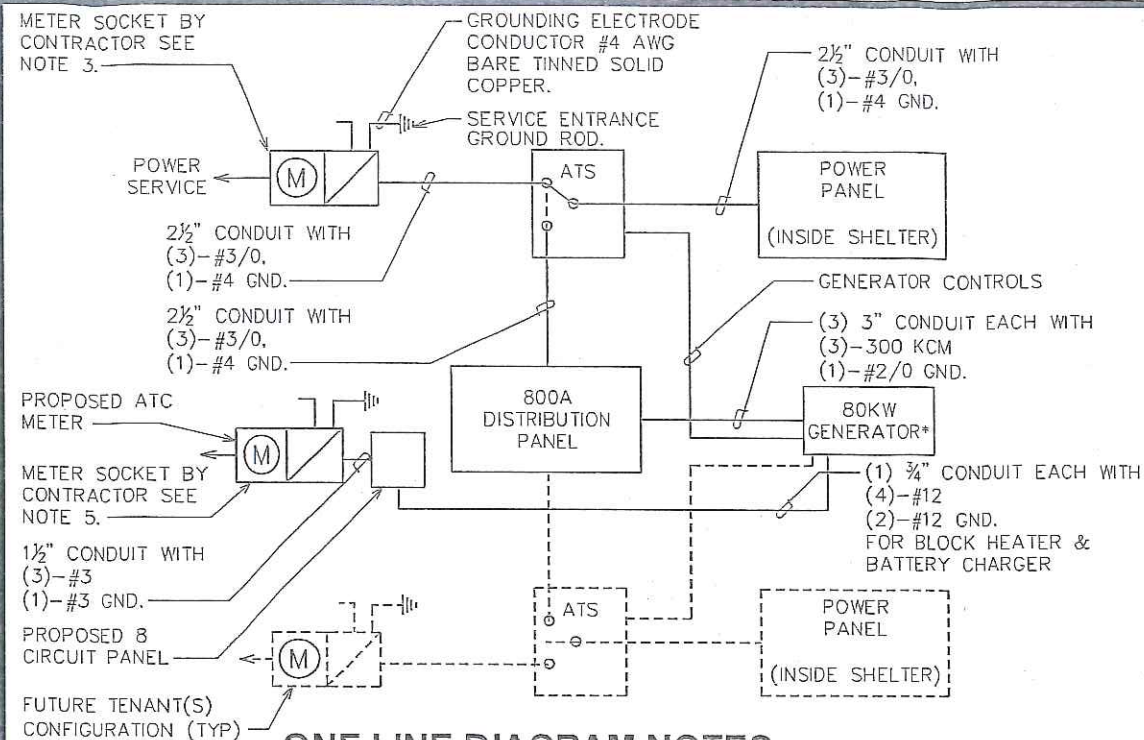 METER SOCKET BY
CONTRACTOR SEE
NOTE 3.
GROUNDING ELECTRODE
CONDUCTOR #4 AWG
BARE TINNED SOLID
COPPER.
SERVICE ENTRANCE
GROUND ROD.
2½" CONDUIT WITH
(3)-#3/0,
(1)-#4 GND.
POWER
SERVICE
M
ATS
POWER
PANEL
(INSIDE SHELTER)
2½" CONDUIT WITH
(3)-#3/0,
(1)-#4 GND.
2½" CONDUIT WITH
(3)-#3/0,
(1)-#4 GND.
GENERATOR CONTROLS
(3) 3" CONDUIT EACH WITH
(3)-300 KCM
(1)-#2/0 GND.
PROPOSED ATC
METER
M
800A
DISTRIBUTION
PANEL
80KW
GENERATOR*
METER SOCKET BY
CONTRACTOR SEE
NOTE 5.
(1) ¾" CONDUIT EACH WITH
(4)-#12
(2)-#12 GND.
FOR BLOCK HEATER &
BATTERY CHARGER
1½" CONDUIT WITH
(3)-#3
(1)-#3 GND.
PROPOSED 8
CIRCUIT PANEL
M
ATS
POWER
PANEL
(INSIDE SHELTER)
FUTURE TENANT(S)
CONFIGURATION (TYP)
ONE LINE DIAGRAM NOTES